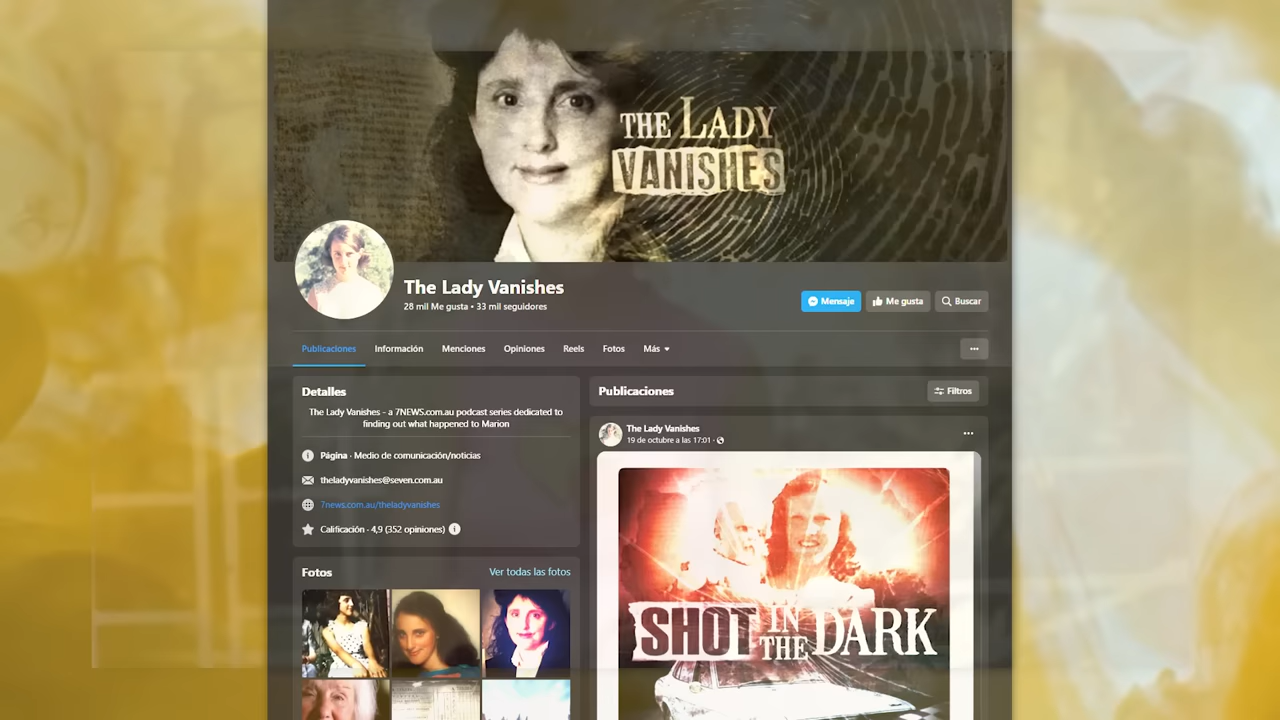 THE LADY
VANISHES
The Lady Vanishes
28 mil Me gusta • 33 mil seguidores
Mensaje
Me gusta
Buscar
Publicaciones
Información
Menciones
Opiniones
Reels
Fotos
Más
Detalles
The Lady Vanishes - a 7NEWS.com.au podcast series dedicated to
finding out what happened to Marion
Página · Medio de comunicación/noticias
theladyvanishes@seven.com.au
7news.com.au/theladyvanishes
Calificación · 4,9 (352 opiniones)
Fotos
Ver todas las fotos
Publicaciones
Filtros
The Lady Vanishes
19 de octubre a las 17:01 ·
SHOT IN THE DARK